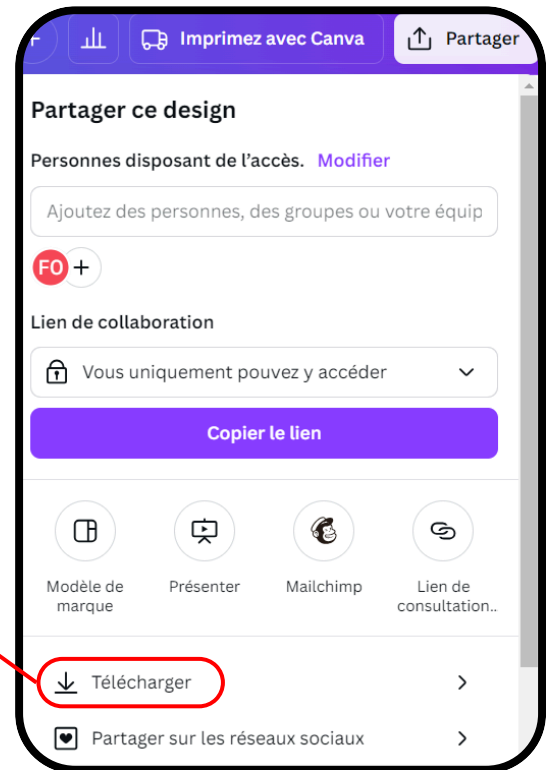 Imprimez avec Canva
Partager
Partager ce design
Personnes disposant de l'accès. Modifier
Ajoutez des personnes, des groupes ou votre équip
FO +
Lien de collaboration
Vous uniquement pouvez y accéder
Copier le lien
Modèle de marque
Présenter
Mailchimp
Lien de consultation..
Télécharger
Partager sur les réseaux sociaux